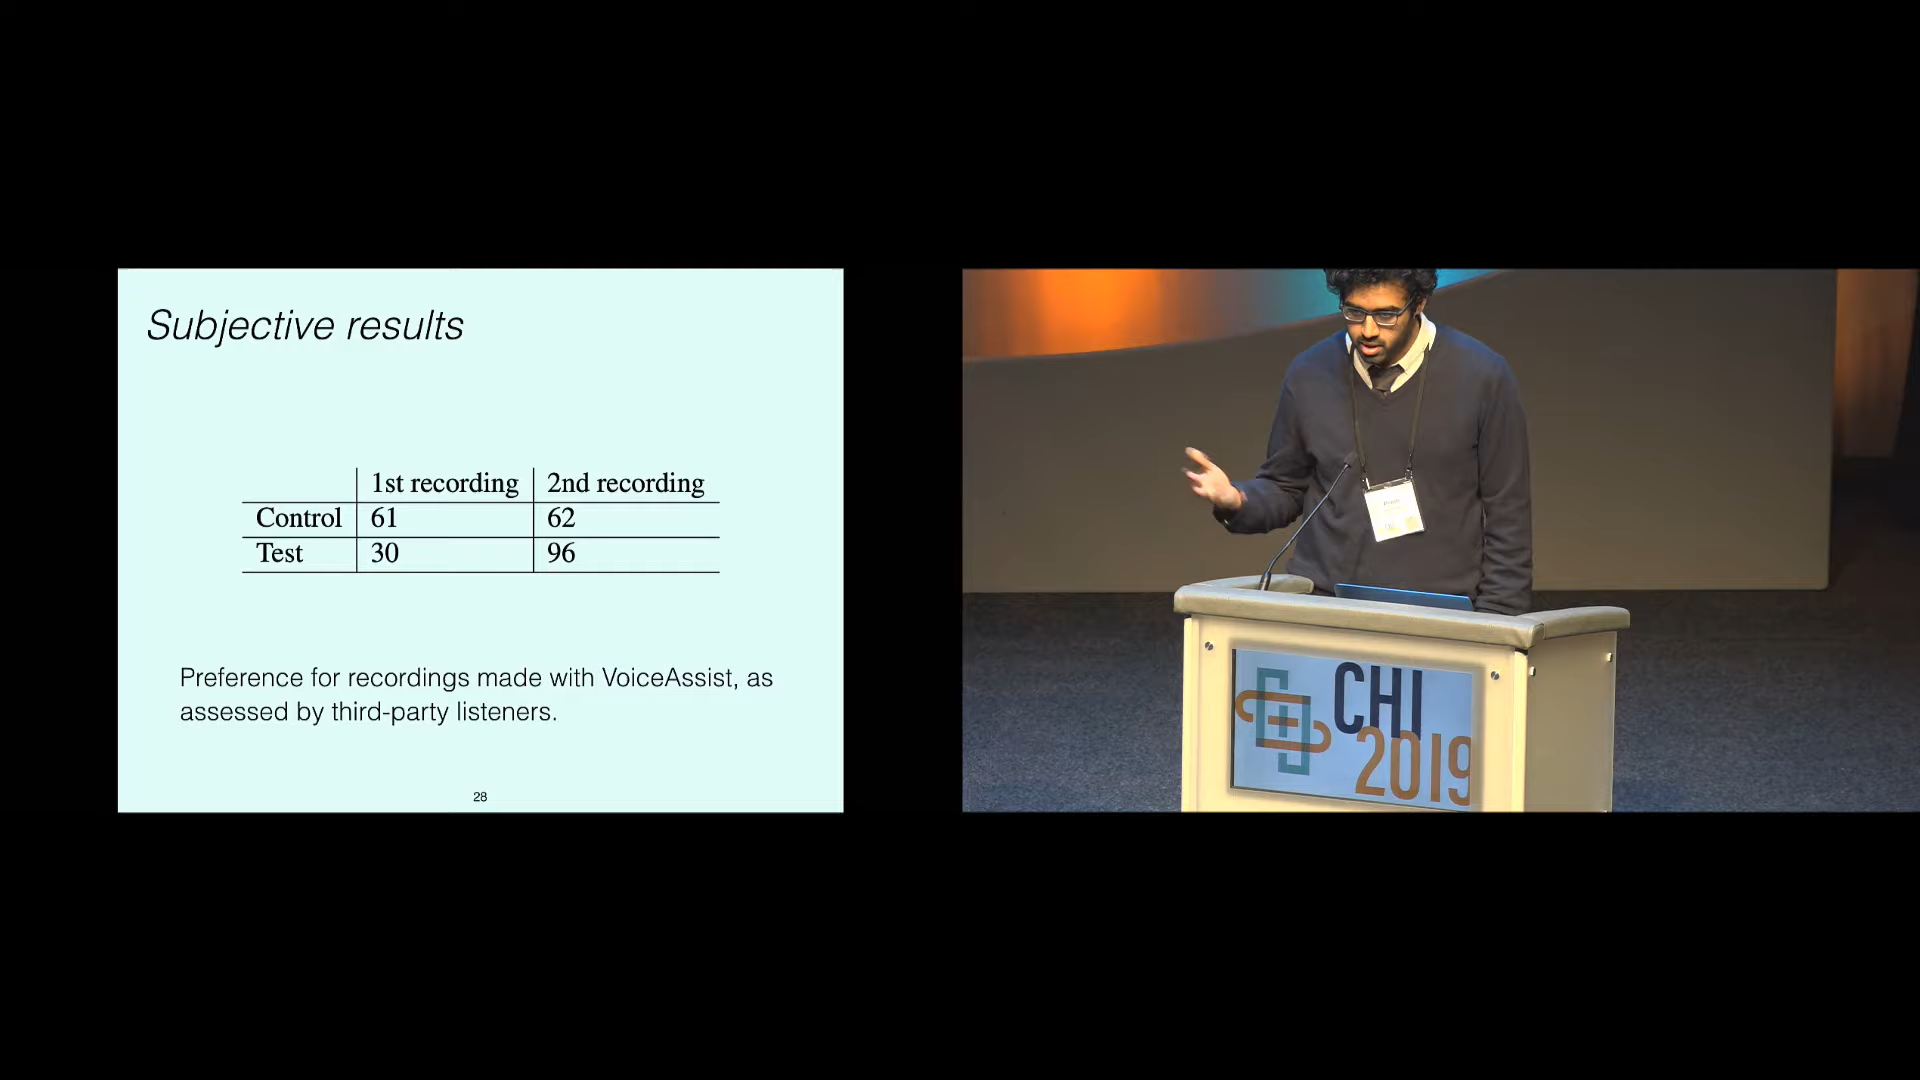 Subjective results
1st recording 2nd recording
Control 61 62
Test 30 96
Preference for recordings made with VoiceAssist, as
assessed by third-party listeners.
28
CHI
2019